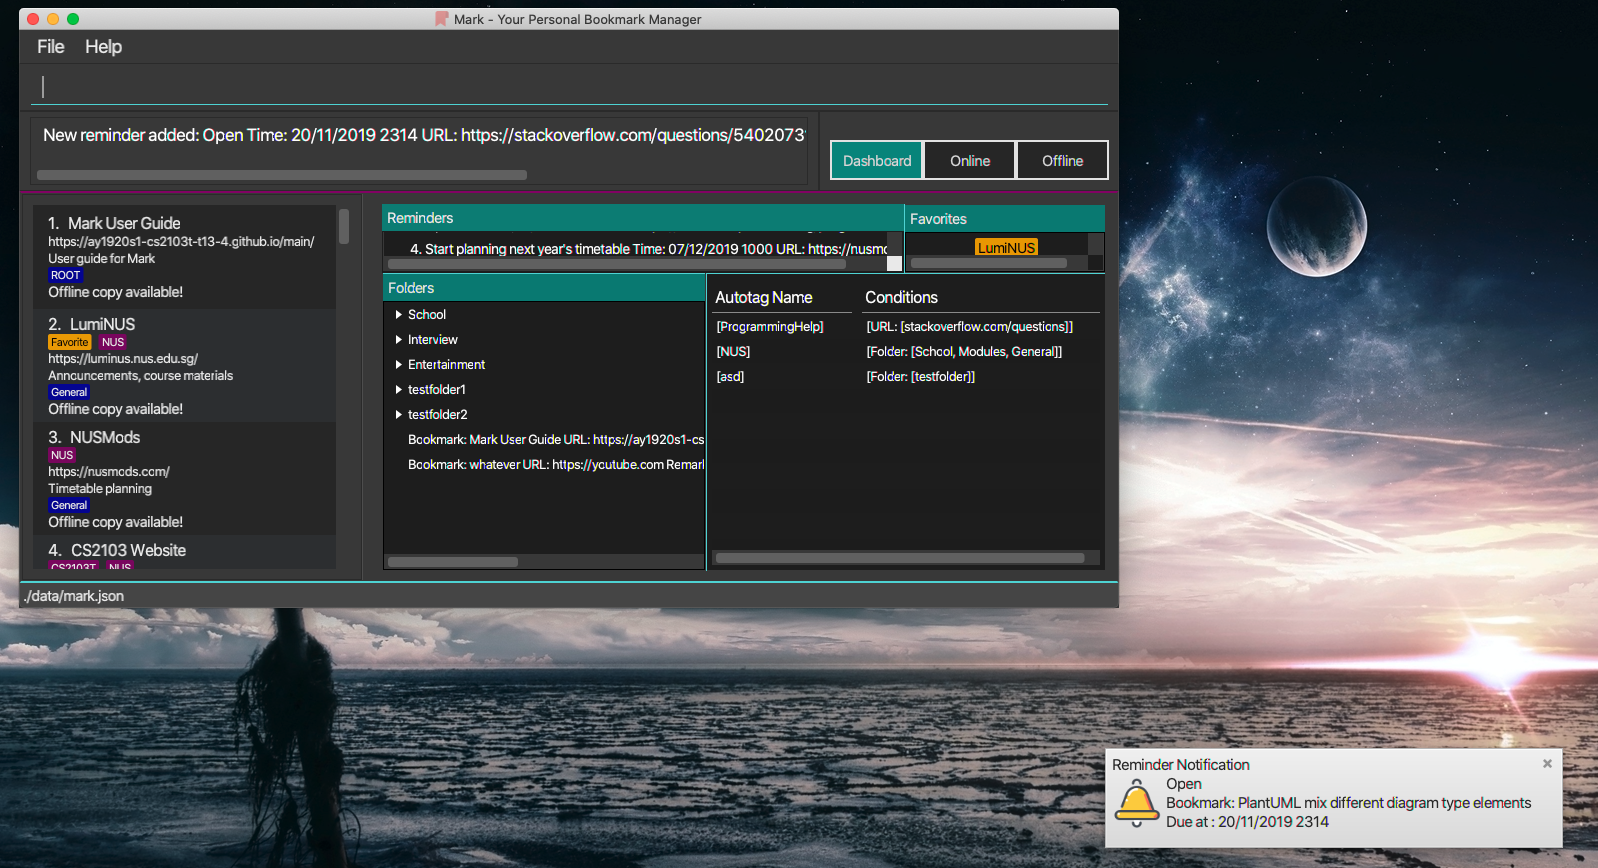 Mark - Your Personal Bookmark Manager
File Help
New reminder added: Open Time: 20/11/2019 2314 URL: https://stackoverflow.com/questions/5402073
Dashboard Online Offline
1. Mark User Guide
https://ay1920s1-cs2103t-t13-4.github.io/main/
User guide for Mark
ROOT
Offline copy available!
2. LumiNUS
Favorite NUS
https://luminus.nus.edu.sg/
Announcements, course materials
General
Offline copy available!
3. NUSMods
NUS
https://nusmods.com/
Timetable planning
General
Offline copy available!
4. CS2103 Website
CS2103T NUS
Reminders
4. Start planning next year's timetable Time: 07/12/2019 1000 URL: https://nusmo
Favorites
LumiNUS
Folders
School
Interview
Entertainment
testfolder1
testfolder2
Bookmark: Mark User Guide URL: https://ay1920s1-cs
Bookmark: whatever URL: https://youtube.com Remark
Autotag Name Conditions
[ProgrammingHelp] [URL: [stackoverflow.com/questions]]
[NUS] [Folder: [School, Modules, General]]
[asd] [Folder: [testfolder]]
./data/mark.json
Reminder Notification
Open
Bookmark: PlantUML mix different diagram type elements
Due at : 20/11/2019 2314